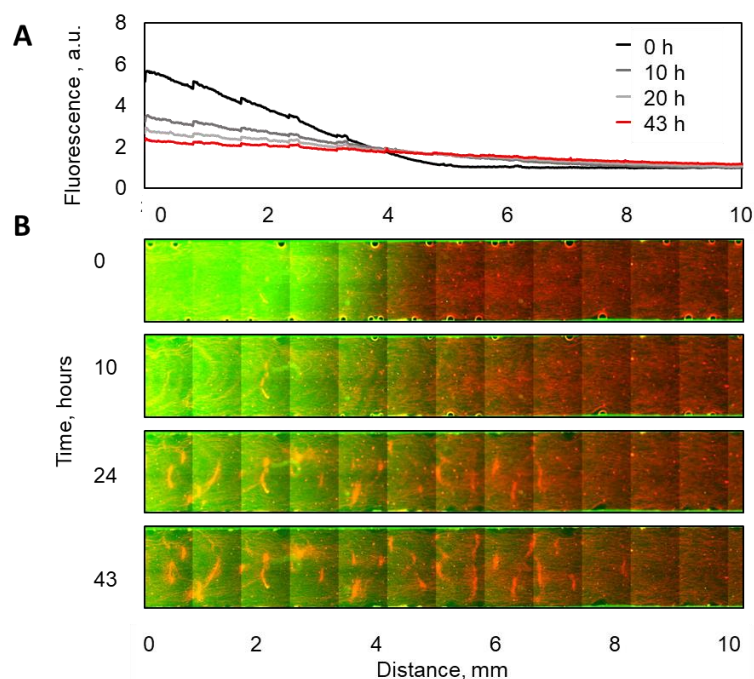 A
Fluorescence , a.u.
8
6
4
2
0
0 h
10 h
20 h
43 h
0 2 4 6 8 10
B
Time, hours
0
10
24
43
0 2 4 6 8 10
Distance, mm